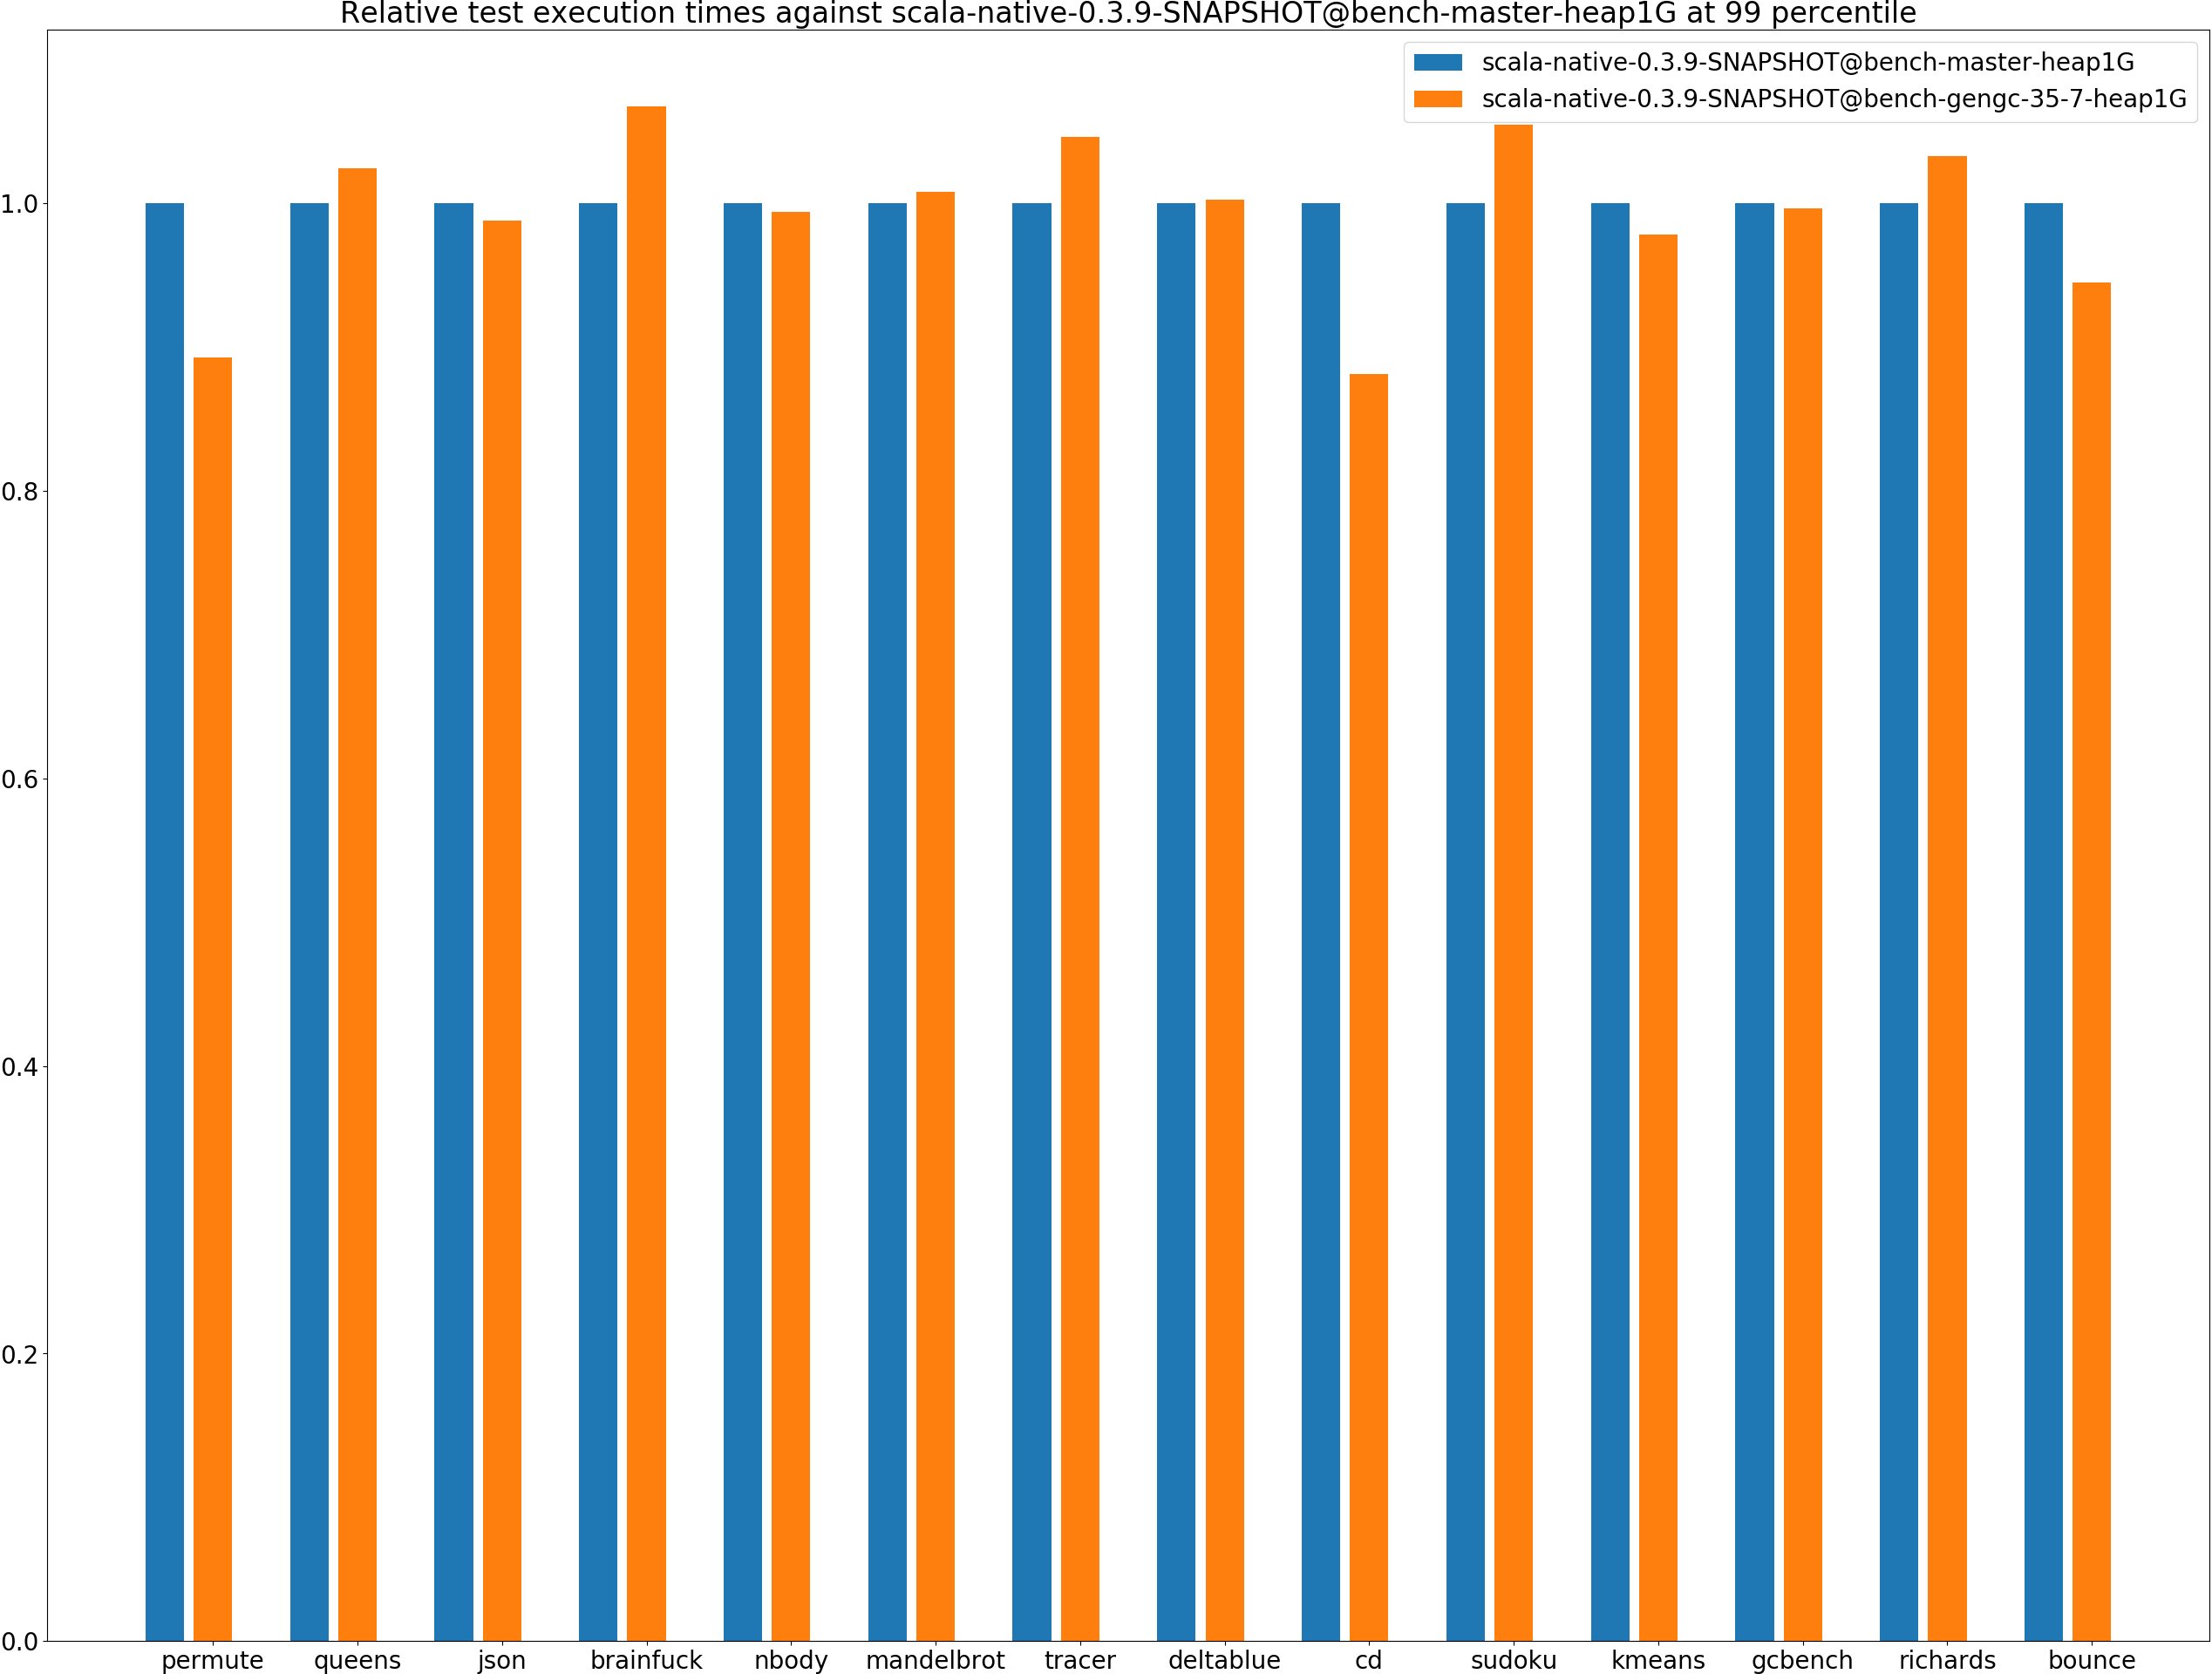 Relative test execution times against scala-native-0.3.9-SNAPSHOT@bench-master-heap1G at 99 percentile
scala-native-0.3.9-SNAPSHOT@bench-master-heap1G
scala-native-0.3.9-SNAPSHOT@bench-gengc-35-7-heap1G
1.0
0.8
0.6
0.4
0.2
0.0
permute queens json brainfuck nbody mandelbrot tracer deltablue cd sudoku kmeans gcbench richards bounce